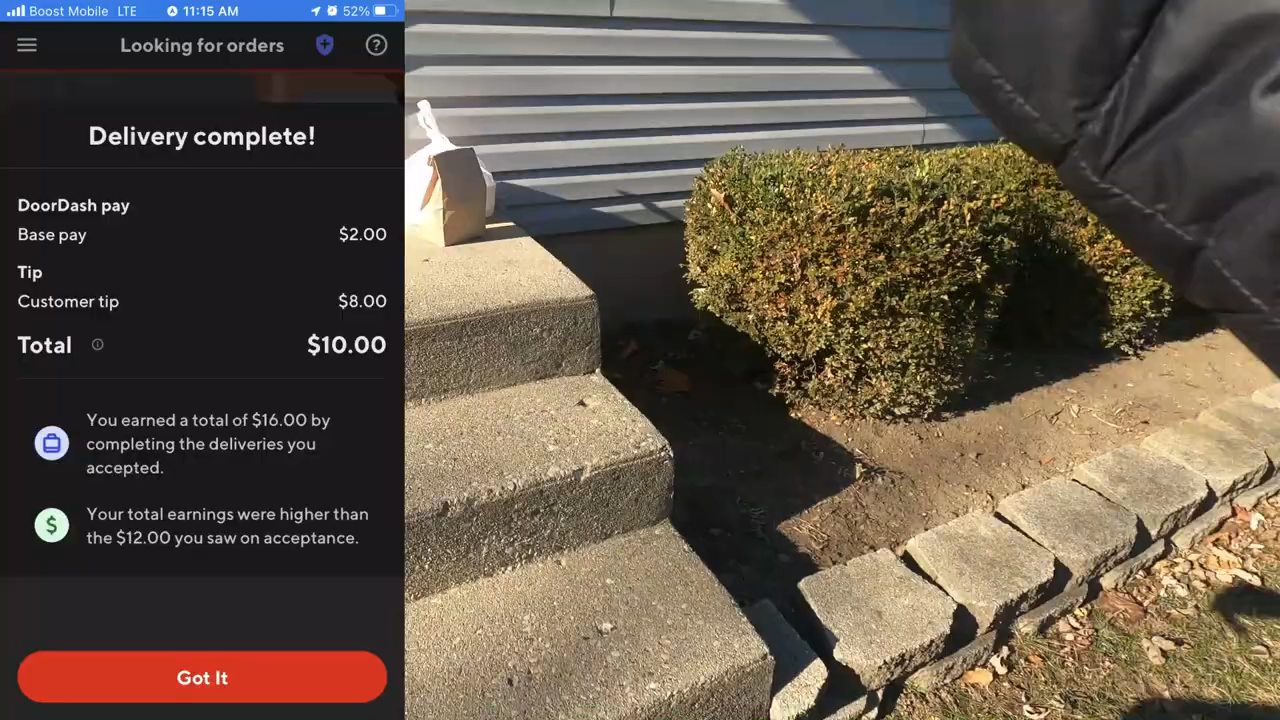 Boost Mobile LTE 11:15 AM 52%
Looking for orders
Delivery complete!
DoorDash pay
Base pay $2.00
Tip
Customer tip $8.00
Total $10.00
You earned a total of $16.00 by
completing the deliveries you
accepted.
Your total earnings were higher than
the $12.00 you saw on acceptance.
Got It